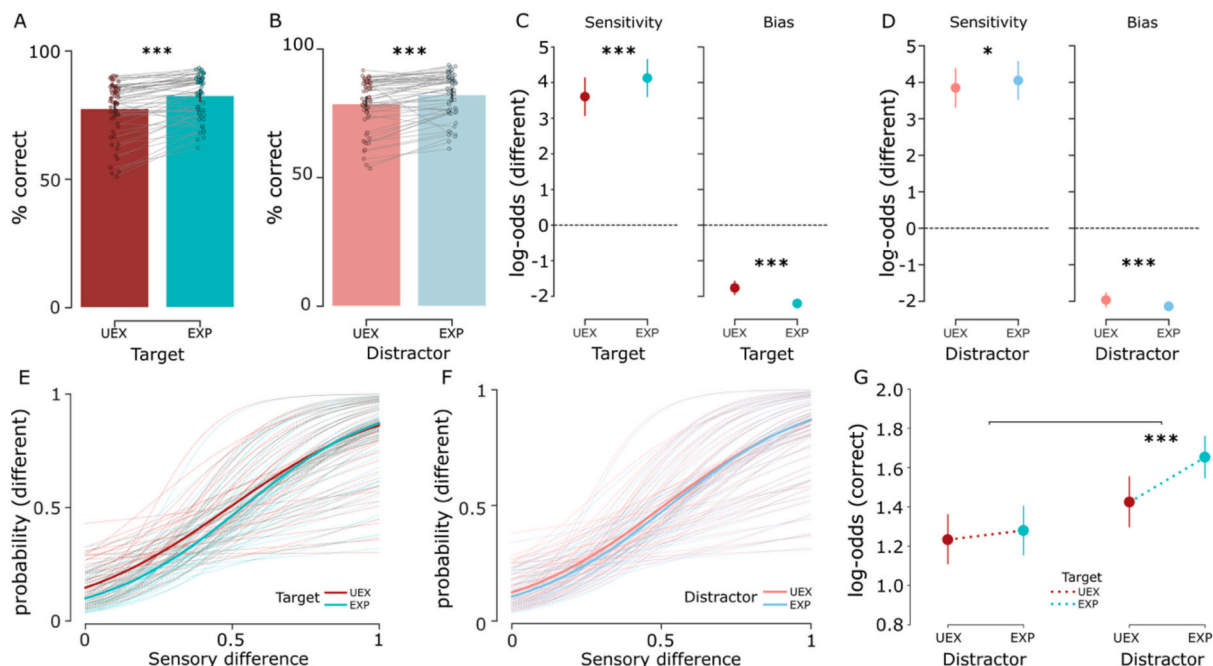 A
***
100
50
0
% correct
UEX EXP
Target
B
***
100
50
0
% correct
UEX EXP
Distractor
C
Sensitivity Bias
***
***
5
4
3
2
1
0
-1
-2
log-odds (different)
UEX EXP UEX EXP
Target Target
D
Sensitivity Bias
*
***
5
4
3
2
1
0
-1
-2
log-odds (different)
UEX EXP UEX EXP
Distractor Distractor
E
1
0.5
0
probability (different)
Target UEX
EXP
0 0.5 1
Sensory difference
F
1
0.5
0
probability (different)
Distractor UEX
EXP
0 0.5 1
Sensory difference
G
2.0
1.8
1.6
1.4
1.2
1.0
0.8
log-odds (correct)
***
Target
UEX
EXP
UEX EXP UEX EXP
Distractor Distractor